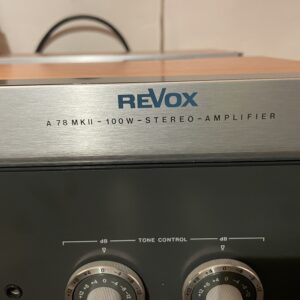 REVOX
A 78 MKII - 100W - STEREO - AMPLIFIER
TONE CONTROL
dB dB